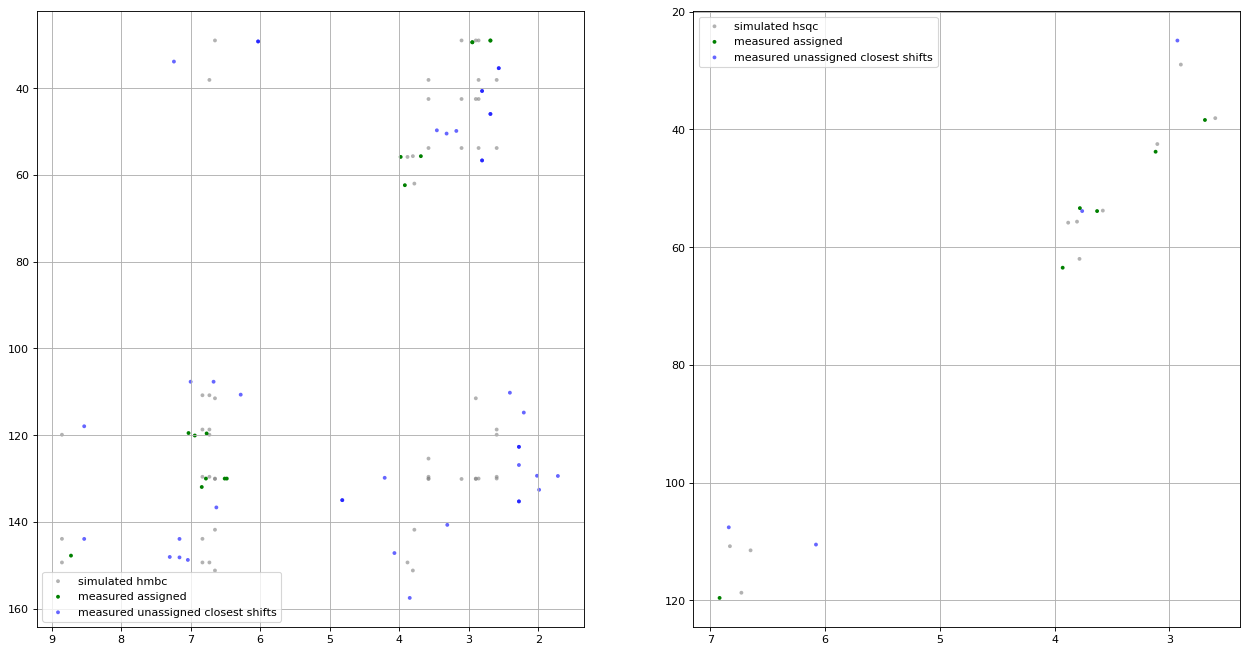 40
60
80
100
120
140
160
9 8 7 6 5 4 3 2
simulated hmbc
measured assigned
measured unassigned closest shifts
20
40
60
80
100
120
7 6 5 4 3
simulated hsqc
measured assigned
measured unassigned closest shifts